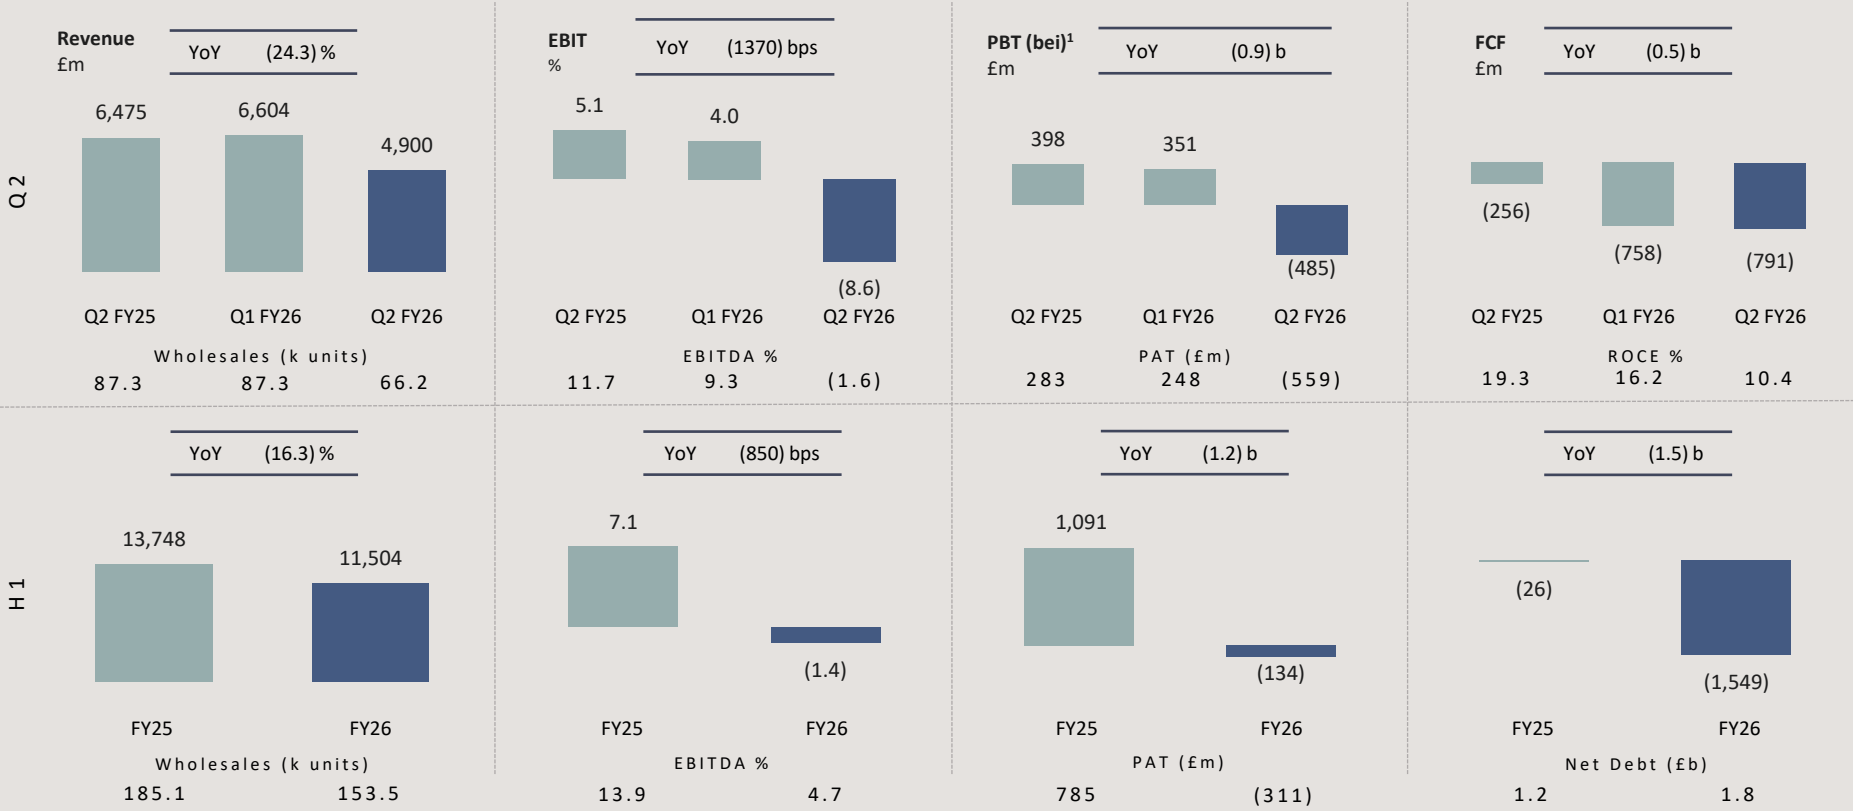 Revenue
£m
YoY (24.3) %
6,475 6,604 4,900
Q2 FY25 Q1 FY26 Q2 FY26
Wholesales (k units)
87.3 87.3 66.2
EBIT
%
YoY (1370) bps
5.1 4.0 (8.6)
Q2 FY25 Q1 FY26 Q2 FY26
EBITDA %
11.7 9.3 (1.6)
PBT (bei)¹
£m
YoY (0.9) b
398 351 (485)
Q2 FY25 Q1 FY26 Q2 FY26
PAT (£m)
283 248 (559)
FCF
£m
YoY (0.5) b
(256) (758) (791)
Q2 FY25 Q1 FY26 Q2 FY26
ROCE %
19.3 16.2 10.4
Q2
YoY (16.3) %
13,748 11,504
FY25 FY26
Wholesales (k units)
185.1 153.5
YoY (850) bps
7.1 (1.4)
FY25 FY26
EBITDA %
13.9 4.7
YoY (1.2) b
1,091 (134)
FY25 FY26
PAT (£m)
785 (311)
YoY (1.5) b
(26) (1,549)
FY25 FY26
Net Debt (£b)
1.2 1.8
H1